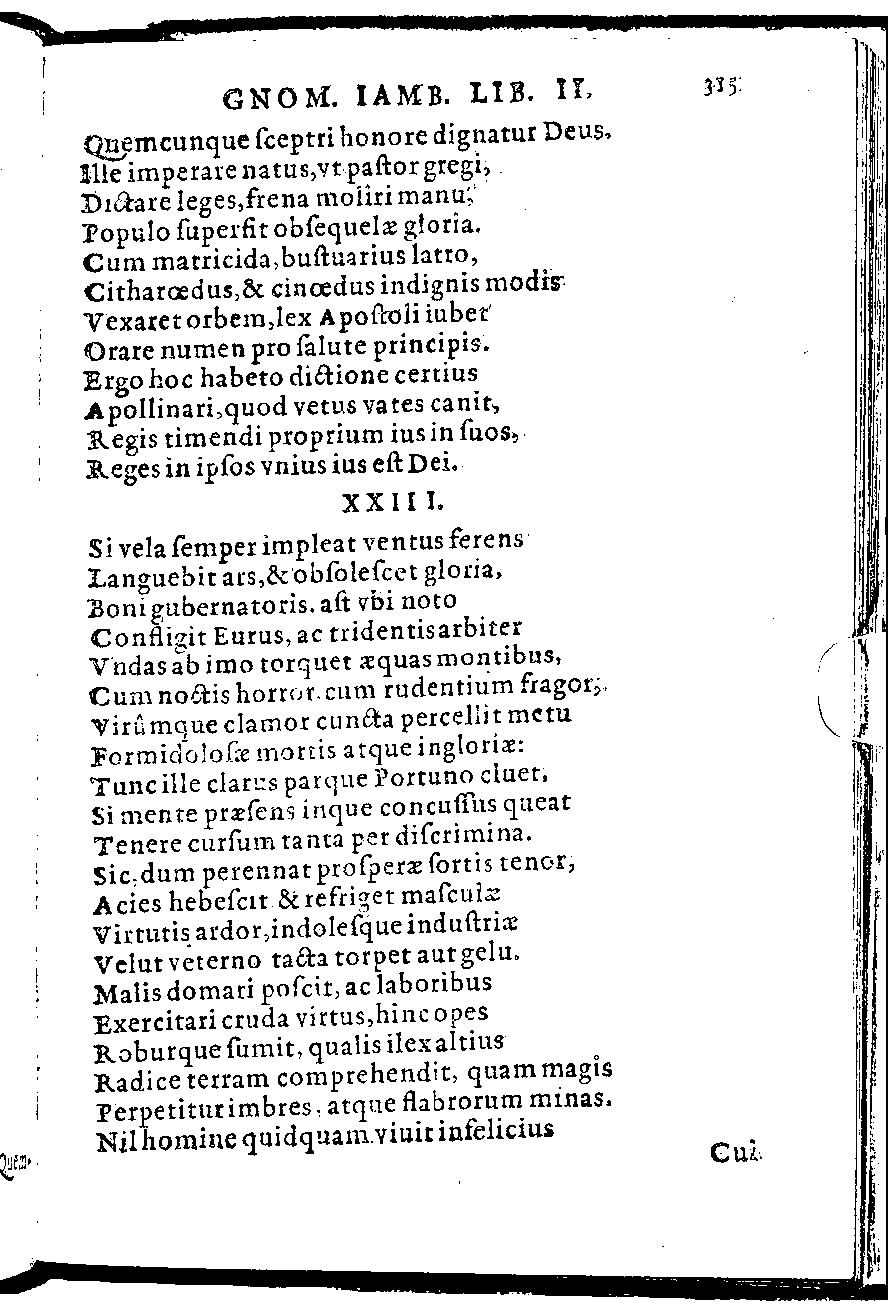 GNOM. IAMB. LIB. II. 315
Quemcunque ſceptri honore dignatur Deus,
Ille imperare natus,vt paſtor gregi,
Dictare leges,frena moliri manu;
Populo ſuperfit obſequelæ gloria.
Cum matricida,buſtuarius latro,
Citharœdus,& cinœdus indignis modis
Vexaret orbem,lex Apoſtoli iubet
Orare numen pro ſalute principis.
Ergo hoc habeto dictione certius
Apollinari,quod vetus vates canit,
Regis timendi proprium ius in ſuos,
Reges in ipſos vnius ius eſt Dei.
XXIII.
Si vela ſemper impleat ventus ferens
Languebit ars,& obſoleſcet gloria,
Boni gubernatoris. aſt vbi noto
Confligit Eurus, ac tridentis arbiter
Vndas ab imo torquet æquas montibus,
Cum noctis horror. cum rudentium fragor,
Virûmque clamor cuncta percellit metu
Formidoloſæ mortis atque ingloriæ:
Tunc ille clarus parque Portuno cluet,
Si mente præſens inque concuſſus queat
Tenere curſum tanta per diſcrimina.
Sic, dum perennat proſperæ ſortis tenor,
Acies hebeſcit & refriget maſculæ
Virtutis ardor,indoleſque induſtriæ
Velut veterno tacta torpet aut gelu.
Malis domari poſcit, ac laboribus
Exercitari cruda virtus,hinc opes
Roburque ſumit, qualis ilex altius
Radice terram comprehendit, quam magis
Perpetitur imbres, atque flabrorum minas.
Nil homine quidquam viuit infelicius
Cui
Quem-